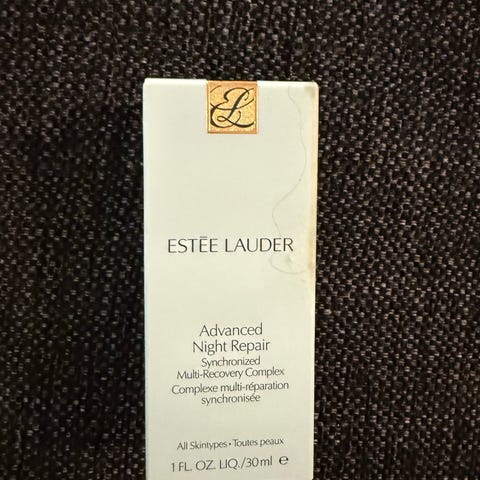 EL
ESTĒE LAUDER
Advanced
Night Repair
Synchronized
Multi-Recovery Complex
Complexe multi-réparation
synchronisée
All Skintypes • Toutes peaux
1 FL. OZ. LIQ./30 ml ℮